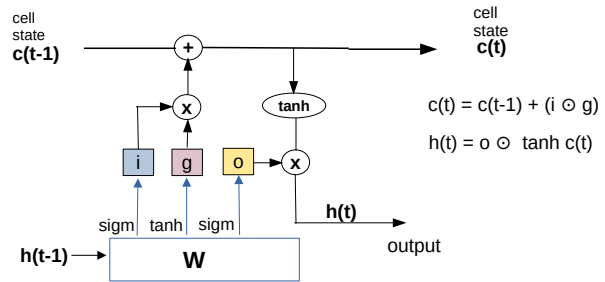 cell
state
c(t-1)
+
cell
state
c(t)
x
tanh
c(t) = c(t-1) + (i ⊙ g)
h(t) = o ⊙ tanh c(t)
i
g
o
x
sigm
tanh
sigm
h(t)
output
h(t-1)
W